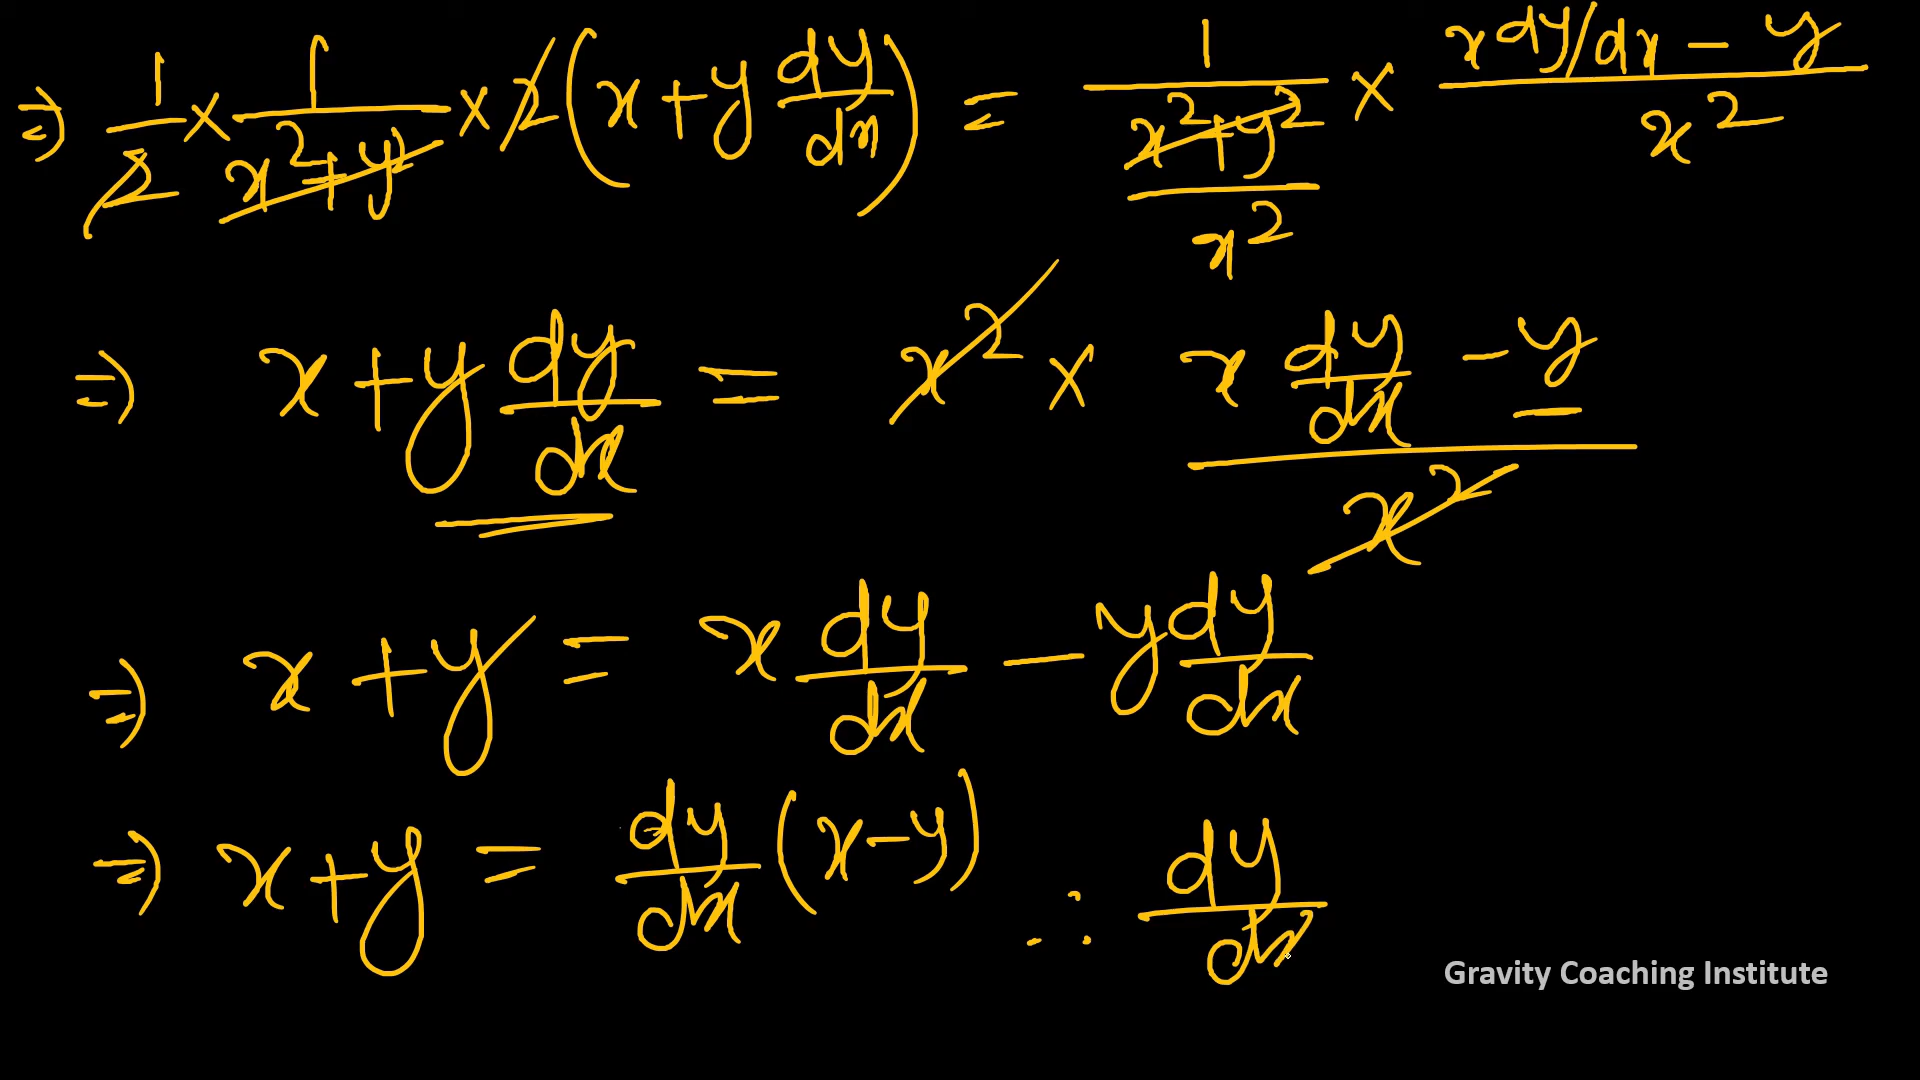 ⇒ 1/2 × 1/(x²+y²) × 2 (x + y dy/dx) = 1/((x²+y²)/x²) × (x dy/dx − y)/x²
⇒ x + y dy/dx = x² × (x dy/dx − y)/x²
⇒ x + y = x dy/dx − y dy/dx
⇒ x + y = dy/dx (x − y) ∴ dy/dx
Gravity Coaching Institute